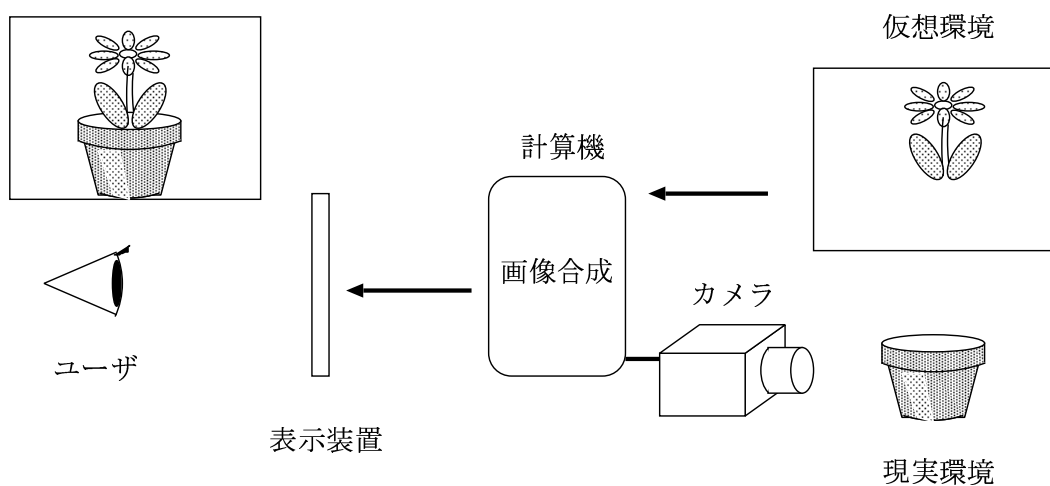 仮想環境
計算機
画像合成
カメラ
ユーザ
表示装置
現実環境